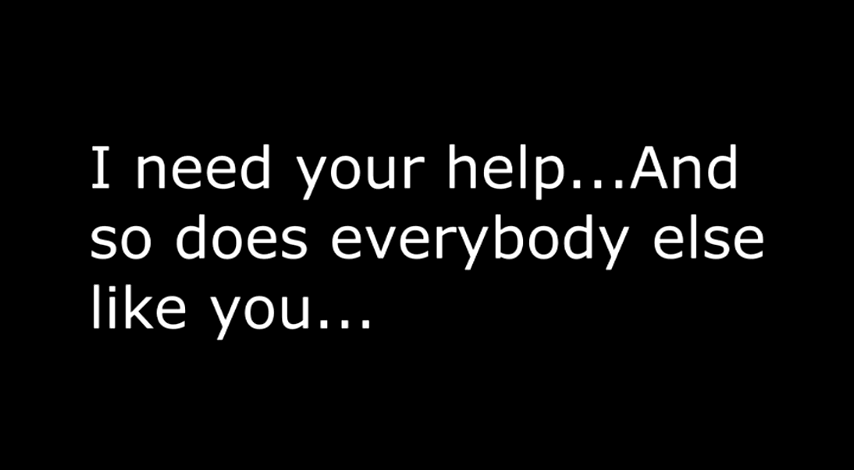 I need your help...And
so does everybody else
like you...